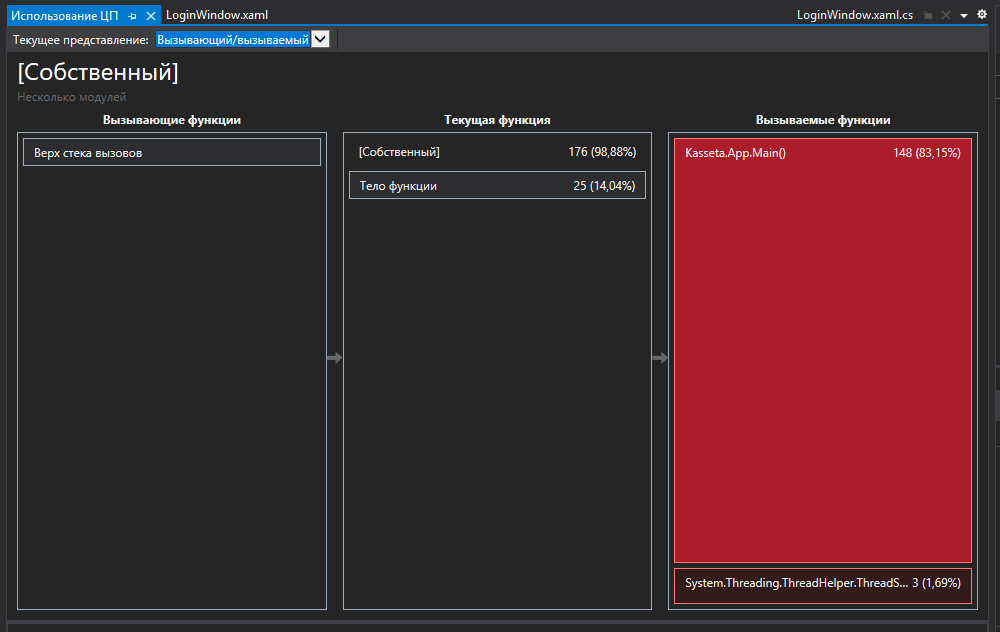 Использование ЦП LoginWindow.xaml LoginWindow.xaml.cs
Текущее представление: Вызывающий/вызываемый
[Собственный]
Несколько модулей
Вызывающие функции Текущая функция Вызываемые функции
Верх стека вызовов [Собственный] 176 (98,88%) Kasseta.App.Main() 148 (83,15%)
Тело функции 25 (14,04%)
System.Threading.ThreadHelper.ThreadS... 3 (1,69%)